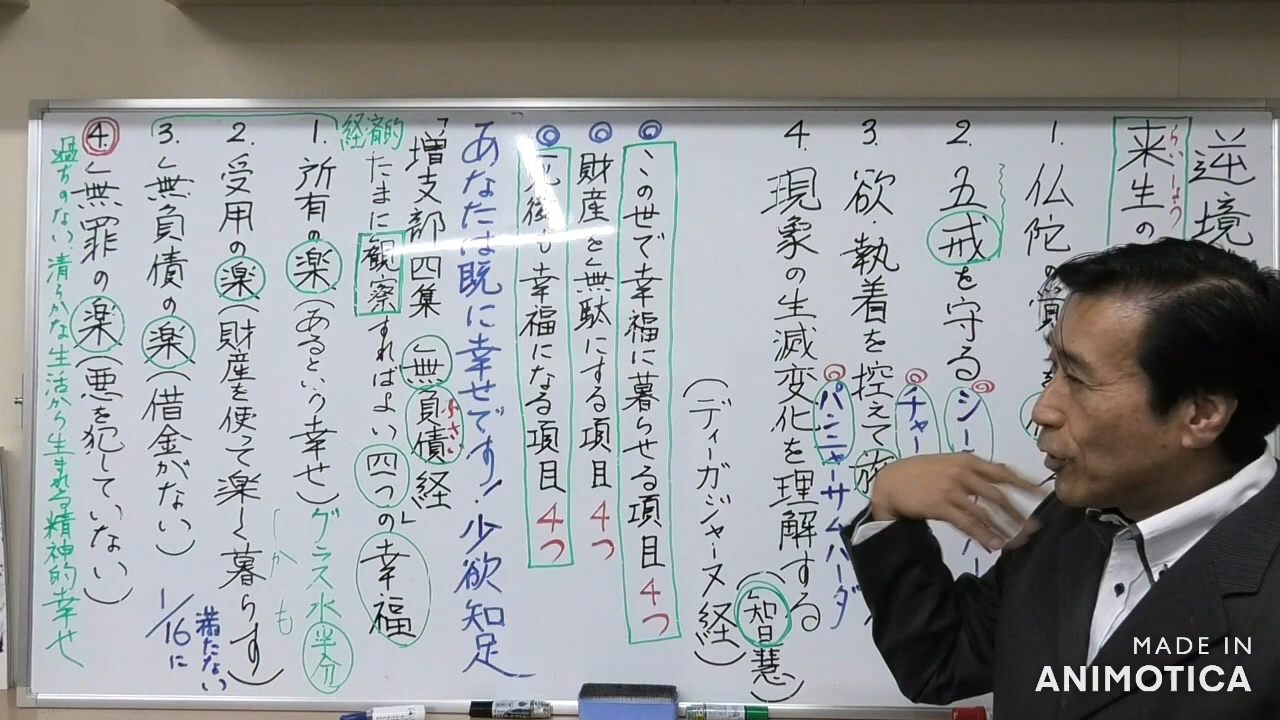 逆境
来生の
らいしょう
1. 仏陀の覚
2. 五戒を守る
シー
3. 欲・執着を控えて
チャー
4. 現象の生滅変化を理解する
パンニャーサムパーダ
(智慧)
(ディーガジャーヌ経)
◎この世で幸福に暮らせる項目 4つ
◎財産を無駄にする項目 4つ
◎死後も幸福になる項目 4つ
あなたは既に幸せです! 少欲知足
「増支部四集 無負債経」
ふさい
たまに観察すればよい四つの幸福
経済的
1. 所有の楽(あるという幸せ)グラス水半分
しかも
2. 受用の楽(財産を使って楽しく暮らす)
3. 無負債の楽(借金がない)
1/16に満たない
4. 無罪の楽(悪を犯していない)
過ちのない、清らかな生活から生まれる精神的幸せ
MADE IN
ANIMOTICA